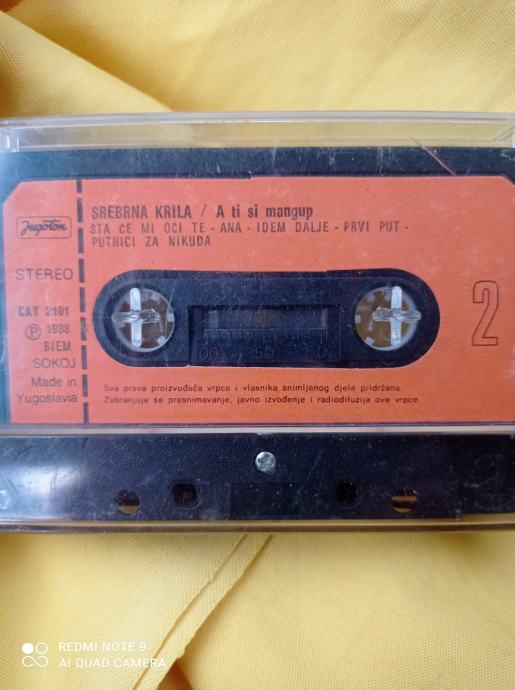 SREBRNA KRILA / A ti si mangup
STA CE MI OCI TE - ANA - IDEM DALJE - PRVI PUT -
PUTNICI ZA NIKUDA
Jugoton
STEREO
CAY 2101
Ⓟ 1988
BIEM
SOKOJ
Made in
Yugoslavia
2
100 50 0
Sva prava proizvođača vrpce i vlasnika snimljenog djela pridržana.
Zabranjuje se presnimavanje, javno izvođenje i radiodifuzija ove vrpce.
REDMI NOTE 9
AI QUAD CAMERA